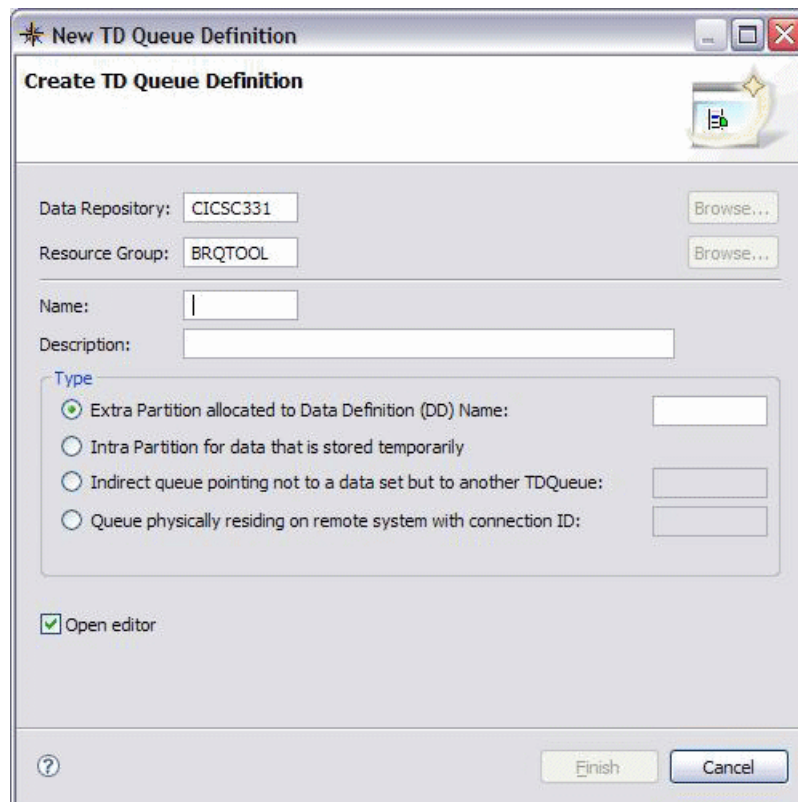 New TD Queue Definition
Create TD Queue Definition
Data Repository: CICSC331 Browse...
Resource Group: BRQTOOL Browse...
Name:
Description:
Type
Extra Partition allocated to Data Definition (DD) Name:
Intra Partition for data that is stored temporarily
Indirect queue pointing not to a data set but to another TDQueue:
Queue physically residing on remote system with connection ID:
Open editor
? Finish Cancel